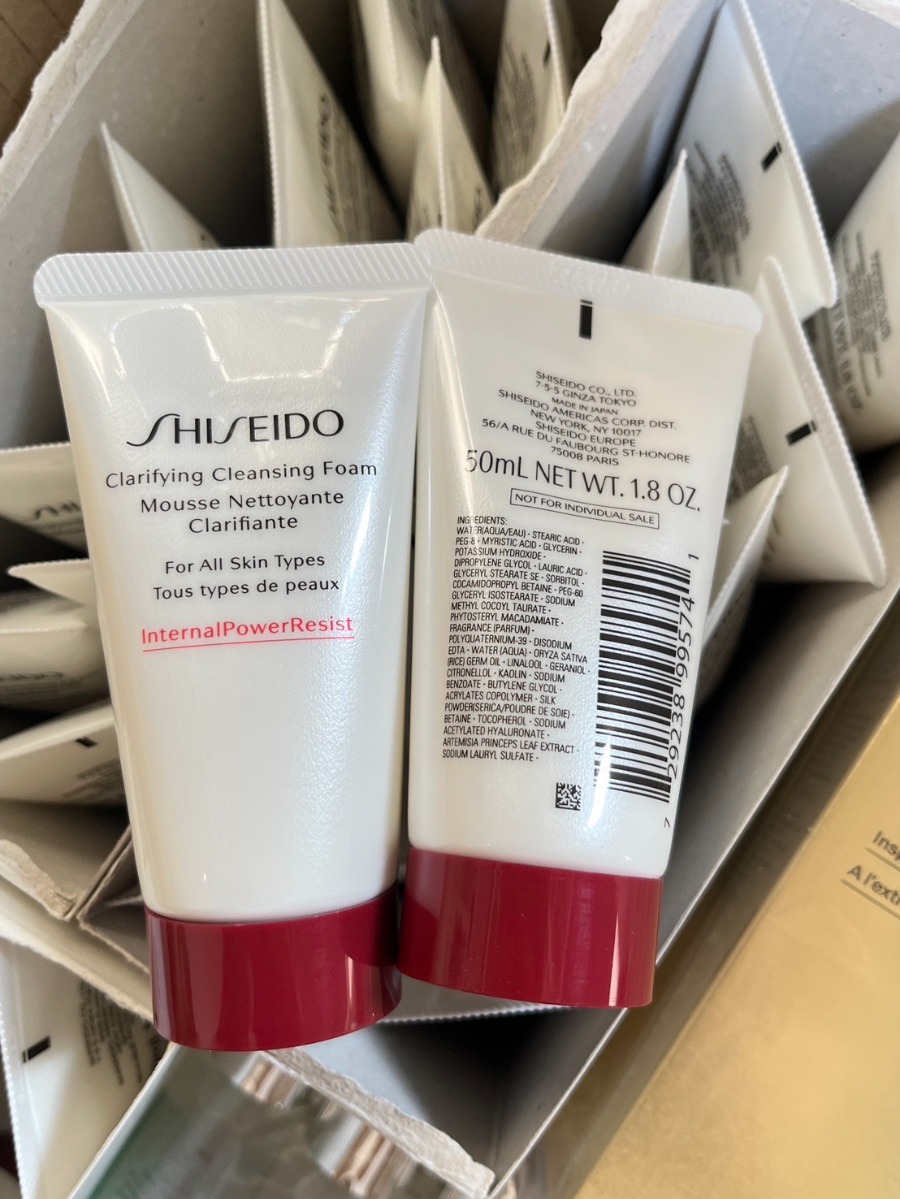 SHISEIDO
Clarifying Cleansing Foam
Mousse Nettoyante
Clarifiante
For All Skin Types
Tous types de peaux
InternalPowerResist
SHISEIDO CO., LTD.
7-5-5 GINZA TOKYO
MADE IN JAPAN
SHISEIDO AMERICAS CORP. DIST.
NEW YORK, NY 10017
SHISEIDO EUROPE
56/A RUE DU FAUBOURG ST-HONORE
75008 PARIS
50mL NET WT. 1.8 OZ.
NOT FOR INDIVIDUAL SALE
INGREDIENTS:
WATER(AQUA/EAU)・STEARIC ACID・
PEG-8・MYRISTIC ACID・GLYCERIN・
POTASSIUM HYDROXIDE・
DIPROPYLENE GLYCOL・LAURIC ACID・
GLYCERYL STEARATE SE・SORBITOL・
COCAMIDOPROPYL BETAINE・PEG-60
GLYCERYL ISOSTEARATE・SODIUM
METHYL COCOYL TAURATE・
PHYTOSTERYL MACADAMIATE・
FRAGRANCE (PARFUM)・
POLYQUATERNIUM-39・DISODIUM
EDTA・WATER (AQUA)・ORYZA SATIVA
(RICE) GERM OIL・LINALOOL・GERANIOL・
CITRONELLOL・KAOLIN・SODIUM
BENZOATE・BUTYLENE GLYCOL・
ACRYLATES COPOLYMER・SILK
POWDER(SERICA/POUDRE DE SOIE)・
BETAINE・TOCOPHEROL・SODIUM
ACETYLATED HYALURONATE・
ARTEMISIA PRINCEPS LEAF EXTRACT・
SODIUM LAURYL SULFATE・
7 29238 99574 1
A l'ext